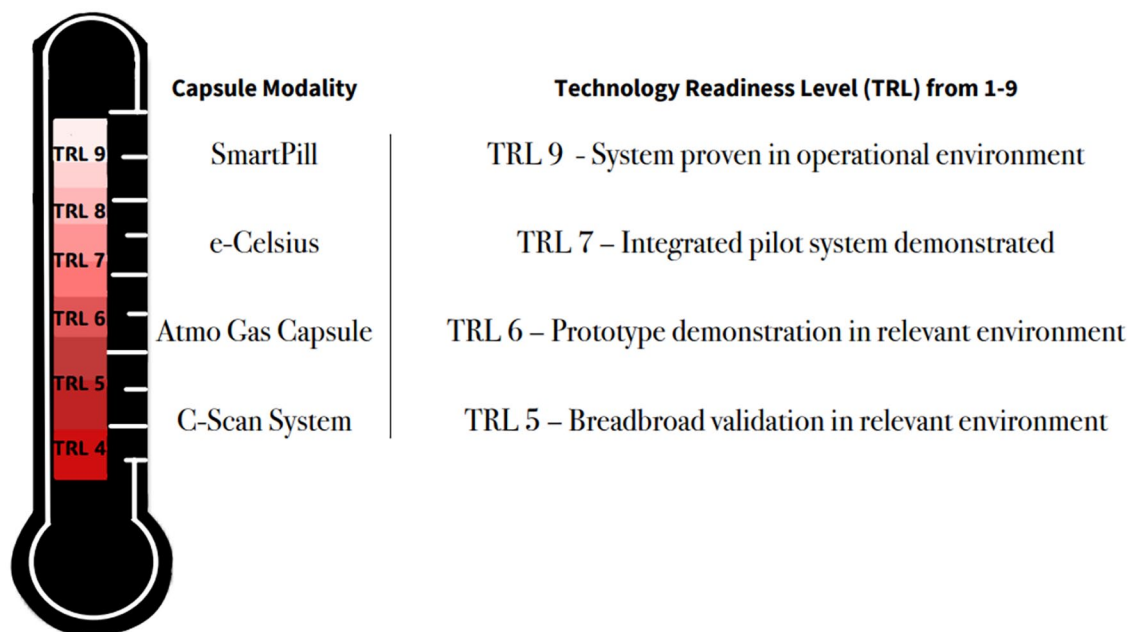 Capsule Modality
Technology Readiness Level (TRL) from 1-9
TRL 9
SmartPill
TRL 9 - System proven in operational environment
TRL 8
e-Celsius
TRL 7 – Integrated pilot system demonstrated
TRL 7
TRL 6
Atmo Gas Capsule
TRL 6 – Prototype demonstration in relevant environment
TRL 5
C-Scan System
TRL 5 – Breadbroad validation in relevant environment
TRL 4